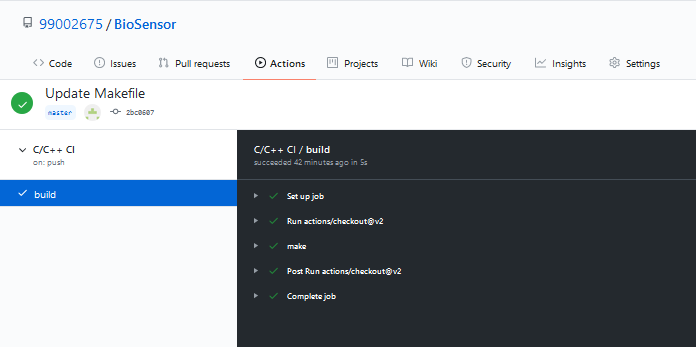 99002675 / BioSensor
Code Issues Pull requests Actions Projects Wiki Security Insights Settings
Update Makefile
master 2bc0607
C/C++ CI
on: push
build
C/C++ CI / build
succeeded 42 minutes ago in 5s
Set up job
Run actions/checkout@v2
make
Post Run actions/checkout@v2
Complete job